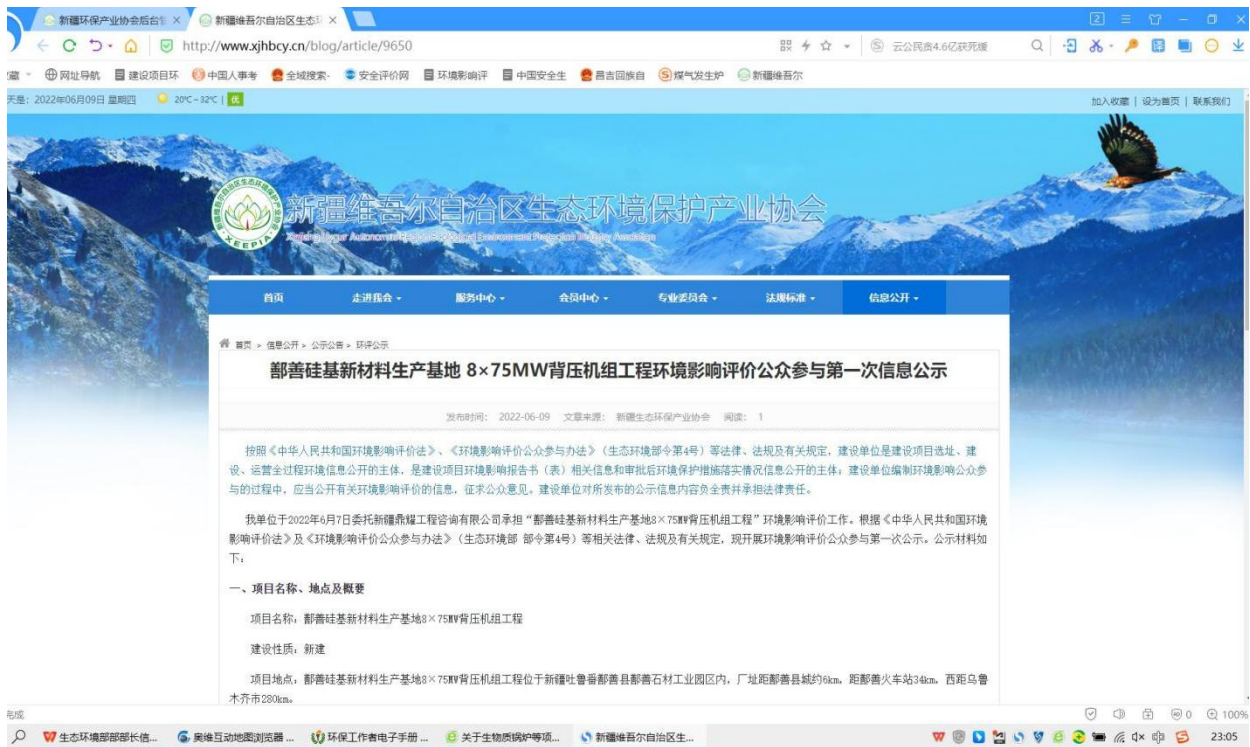 新疆环保产业协会后台管 ×
新疆维吾尔自治区生态环 ×
2
http://www.xjhbcy.cn/blog/article/9650
云公民贪4.6亿获死缓
网址导航 建设项目环 中国人事考 全域搜索· 安全评价网 环境影响评 中国安全生 昌吉回族自 煤气发生炉 新疆维吾尔
天是: 2022年06月09日 星期四 20℃~32℃ | 优
加入收藏 | 设为首页 | 联系我们
新疆维吾尔自治区生态环境保护产业协会
XEEPIA
首页 走进我会 服务中心 会员中心 专业委员会 法规标准 信息公开
首页 > 信息公开 > 公示公告 > 环评公示
鄯善硅基新材料生产基地 8×75MW背压机组工程环境影响评价公众参与第一次信息公示
发布时间: 2022-06-09 文章来源: 新疆生态环保产业协会 阅读: 1
按照《中华人民共和国环境影响评价法》、《环境影响评价公众参与办法》（生态环境部令第4号）等法律、法规及有关规定，建设单位是建设项目选址、建
设、运营全过程环境信息公开的主体，是建设项目环境影响报告书（表）相关信息和审批后环境保护措施落实情况信息公开的主体；建设单位编制环境影响公众参
与的过程中，应当公开有关环境影响评价的信息，征求公众意见。建设单位对所发布的公示信息内容负全责并承担法律责任。
我单位于2022年6月7日委托新疆鼎耀工程咨询有限公司承担“鄯善硅基新材料生产基地8×75MW背压机组工程”环境影响评价工作。根据《中华人民共和国环境
影响评价法》及《环境影响评价公众参与办法》（生态环境部 部令第4号）等相关法律、法规及有关规定，现开展环境影响评价公众参与第一次公示。公示材料如
下：
一、项目名称、地点及概要
项目名称：鄯善硅基新材料生产基地8×75MW背压机组工程
建设性质：新建
项目地点：鄯善硅基新材料生产基地8×75MW背压机组工程位于新疆吐鲁番鄯善县鄯善石材工业园区内，厂址距鄯善县城约6km，距鄯善火车站34km，西距乌鲁
木齐市280km。
完成
0 100%
生态环境部部部长信... 奥维互动地图浏览器 ... 环保工作者电子手册 ... 关于生物质锅炉等项... 新疆维吾尔自治区生...
23:05